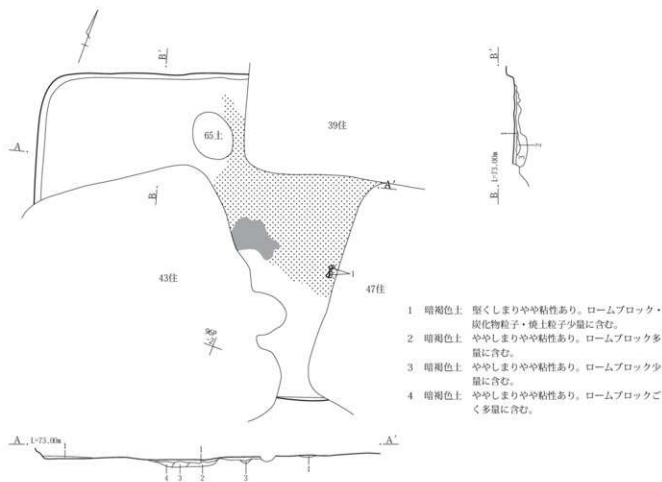 B′
B′
39住
65土
A
A′
B
B L=73.00m
1
2
3
1
43住
47住
1 暗褐色土 堅くしまりやや粘性あり。ロームブロック・
炭化物粒子・焼土粒子少量に含む。
2 暗褐色土 ややしまりやや粘性あり。ロームブロック多
量に含む。
3 暗褐色土 ややしまりやや粘性あり。ロームブロック少
量に含む。
4 暗褐色土 ややしまりやや粘性あり。ロームブロックご
く多量に含む。
A L=73.00m
A′
1
1
4 3 2
3
1